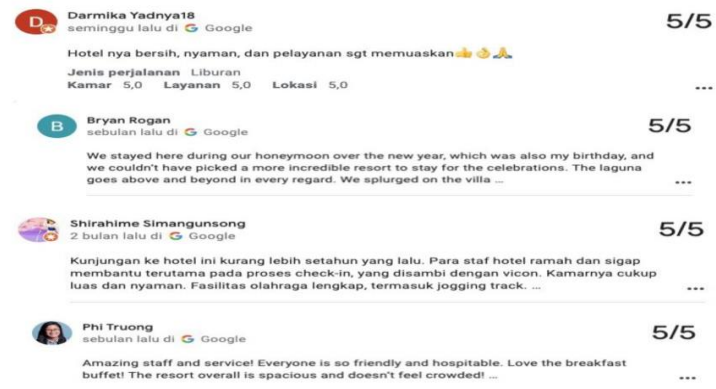 D
Darmika Yadnya18
5/5
seminggu lalu di Google
Hotel nya bersih, nyaman, dan pelayanan sgt memuaskan👍👌🙏
Jenis perjalanan Liburan
Kamar 5,0 Layanan 5,0 Lokasi 5,0
...
B
Bryan Rogan
5/5
sebulan lalu di Google
We stayed here during our honeymoon over the new year, which was also my birthday, and
we couldn't have picked a more incredible resort to stay for the celebrations. The laguna
goes above and beyond in every regard. We splurged on the villa ...
...
Shirahime Simangunsong
5/5
2 bulan lalu di Google
Kunjungan ke hotel ini kurang lebih setahun yang lalu. Para staf hotel ramah dan sigap
membantu terutama pada proses check-in, yang disambi dengan vicon. Kamarnya cukup
luas dan nyaman. Fasilitas olahraga lengkap, termasuk jogging track. ...
...
Phi Truong
5/5
sebulan lalu di Google
Amazing staff and service! Everyone is so friendly and hospitable. Love the breakfast
buffet! The resort overall is spacious and doesn't feel crowded! ...
...